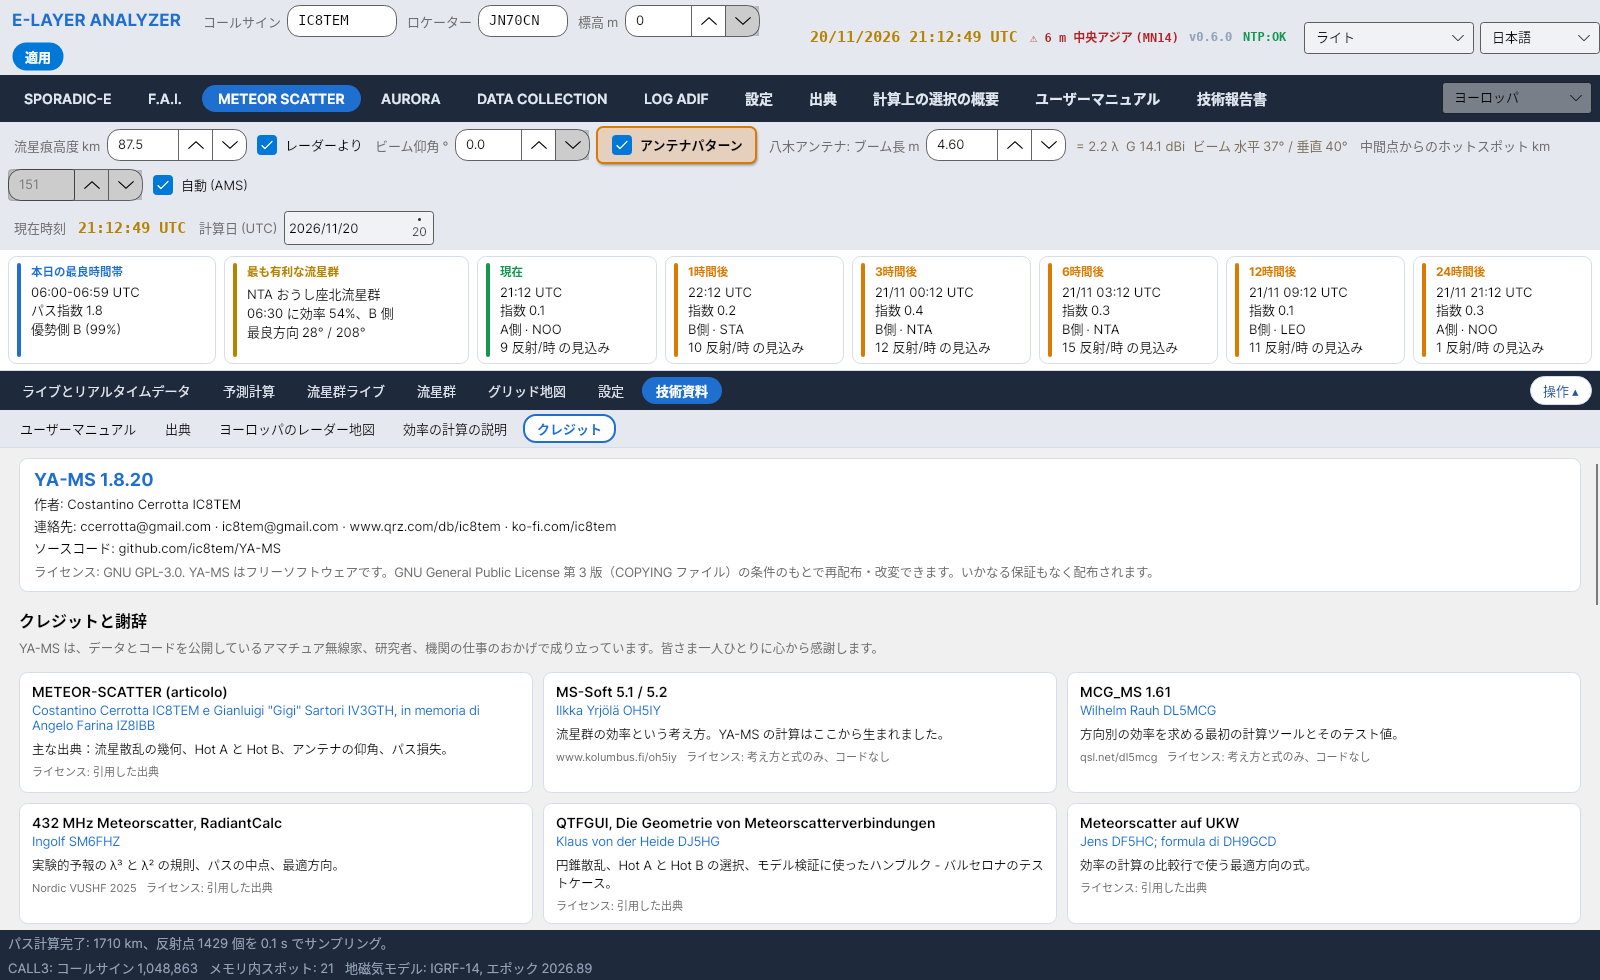 E-LAYER ANALYZER コールサイン IC8TEM ロケーター JN70CN 標高 m 0
20/11/2026 21:12:49 UTC ⚠ 6 m 中央アジア (MN14) v0.6.0 NTP:OK ライト 日本語
適用
SPORADIC-E F.A.I. METEOR SCATTER AURORA DATA COLLECTION LOG ADIF 設定 出典 計算上の選択の概要 ユーザーマニュアル 技術報告書 ヨーロッパ
流星痕高度 km 87.5 レーダーより ビーム仰角 ° 0.0 アンテナパターン 八木アンテナ: ブーム長 m 4.60 = 2.2 λ G 14.1 dBi ビーム 水平 37° / 垂直 40° 中間点からのホットスポット km
151 自動 (AMS)
現在時刻 21:12:49 UTC 計算日 (UTC) 2026/11/20 20
本日の最良時間帯
06:00-06:59 UTC
パス指数 1.8
優勢側 B (99%)
最も有利な流星群
NTA おうし座北流星群
06:30 に効率 54%、B 側
最良方向 28° / 208°
現在
21:12 UTC
指数 0.1
A側 · NOO
9 反射/時 の見込み
1時間後
22:12 UTC
指数 0.2
B側 · STA
10 反射/時 の見込み
3時間後
21/11 00:12 UTC
指数 0.4
B側 · NTA
12 反射/時 の見込み
6時間後
21/11 03:12 UTC
指数 0.3
B側 · NTA
15 反射/時 の見込み
12時間後
21/11 09:12 UTC
指数 0.1
B側 · LEO
11 反射/時 の見込み
24時間後
21/11 21:12 UTC
指数 0.3
A側 · NOO
1 反射/時 の見込み
ライブとリアルタイムデータ 予測計算 流星群ライブ 流星群 グリッド地図 設定 技術資料 操作 ▴
ユーザーマニュアル 出典 ヨーロッパのレーダー地図 効率の計算の説明 クレジット
YA-MS 1.8.20
作者: Costantino Cerrotta IC8TEM
連絡先: ccerrotta@gmail.com · ic8tem@gmail.com · www.qrz.com/db/ic8tem · ko-fi.com/ic8tem
ソースコード: github.com/ic8tem/YA-MS
ライセンス: GNU GPL-3.0. YA-MS はフリーソフトウェアです。GNU General Public License 第 3 版（COPYING ファイル）の条件のもとで再配布・改変できます。いかなる保証もなく配布されます。
クレジットと謝辞
YA-MS は、データとコードを公開しているアマチュア無線家、研究者、機関の仕事のおかげで成り立っています。皆さま一人ひとりに心から感謝します。
METEOR-SCATTER (articolo)
Costantino Cerrotta IC8TEM e Gianluigi "Gigi" Sartori IV3GTH, in memoria di
Angelo Farina IZ8IBB
主な出典：流星散乱の幾何、Hot A と Hot B、アンテナの仰角、パス損失。
ライセンス: 引用した出典
MS-Soft 5.1 / 5.2
Ilkka Yrjölä OH5IY
流星群の効率という考え方。YA-MS の計算はここから生まれました。
www.kolumbus.fi/oh5iy ライセンス: 考え方と式のみ、コードなし
MCG_MS 1.61
Wilhelm Rauh DL5MCG
方向別の効率を求める最初の計算ツールとそのテスト値。
qsl.net/dl5mcg ライセンス: 考え方と式のみ、コードなし
432 MHz Meteorscatter, RadiantCalc
Ingolf SM6FHZ
実験的予報の λ³ と λ² の規則、パスの中点、最適方向。
Nordic VUSHF 2025 ライセンス: 引用した出典
QTFGUI, Die Geometrie von Meteorscatterverbindungen
Klaus von der Heide DJ5HG
円錐散乱、Hot A と Hot B の選択、モデル検証に使ったハンブルク - バルセロナのテス
トケース。
ライセンス: 引用した出典
Meteorscatter auf UKW
Jens DF5HC; formula di DH9GCD
効率の計算の比較行で使う最適方向の式。
ライセンス: 引用した出典
パス計算完了: 1710 km、反射点 1429 個を 0.1 s でサンプリング。
CALL3: コールサイン 1,048,863 メモリ内スポット: 21 地磁気モデル: IGRF-14, エポック 2026.89